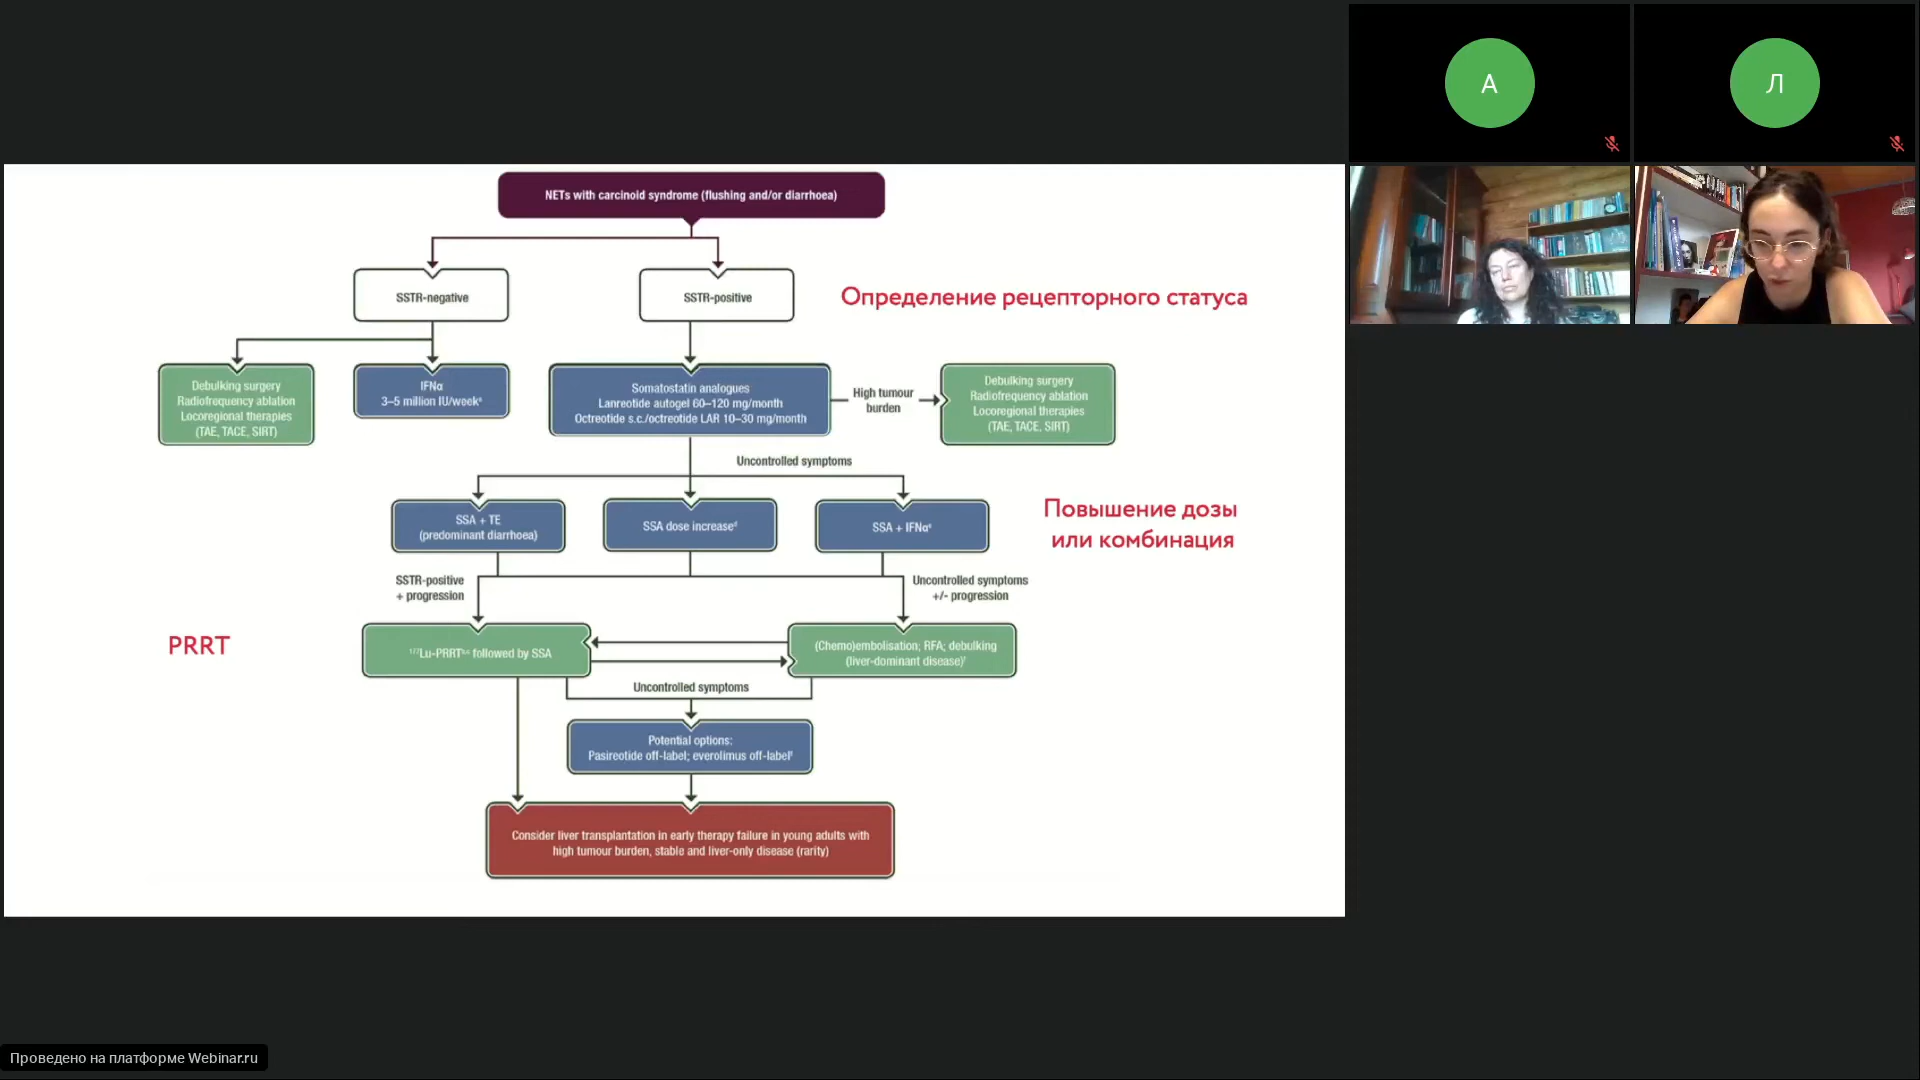 А
Л
NETs with carcinoid syndrome (flushing and/or diarrhoea)
SSTR-negative
SSTR-positive
Определение рецепторного статуса
Debulking surgery
Radiofrequency ablation
Locoregional therapies
(TAE, TACE, SIRT)
IFNα
3–5 million IU/week
Somatostatin analogues
Lanreotide autogel 60–120 mg/month
Octreotide s.c./octreotide LAR 10–30 mg/month
High tumour
burden
Debulking surgery
Radiofrequency ablation
Locoregional therapies
(TAE, TACE, SIRT)
Uncontrolled symptoms
SSA + TE
(predominant diarrhoea)
SSA dose increaseᵈ
SSA + IFNα
Повышение дозы
или комбинация
SSTR-positive
+ progression
Uncontrolled symptoms
+/- progression
PRRT
¹⁷⁷Lu-PRRT followed by SSA
(Chemo)embolisation; RFA; debulking
(liver-dominant disease)
Uncontrolled symptoms
Potential options:
Pasireotide off-label; everolimus off-label
Consider liver transplantation in early therapy failure in young adults with
high tumour burden, stable and liver-only disease (rarity)
Проведено на платформе Webinar.ru